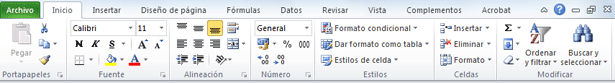 Archivo Inicio Insertar Diseño de página Fórmulas Datos Revisar Vista Complementos Acrobat
Calibri 11 General Formato condicional Insertar Σ
Pegar N K S A A % 000 Dar formato como tabla Eliminar Ordenar y filtrar Buscar y seleccionar
Estilos de celda Formato
Portapapeles Fuente Alineación Número Estilos Celdas Modificar